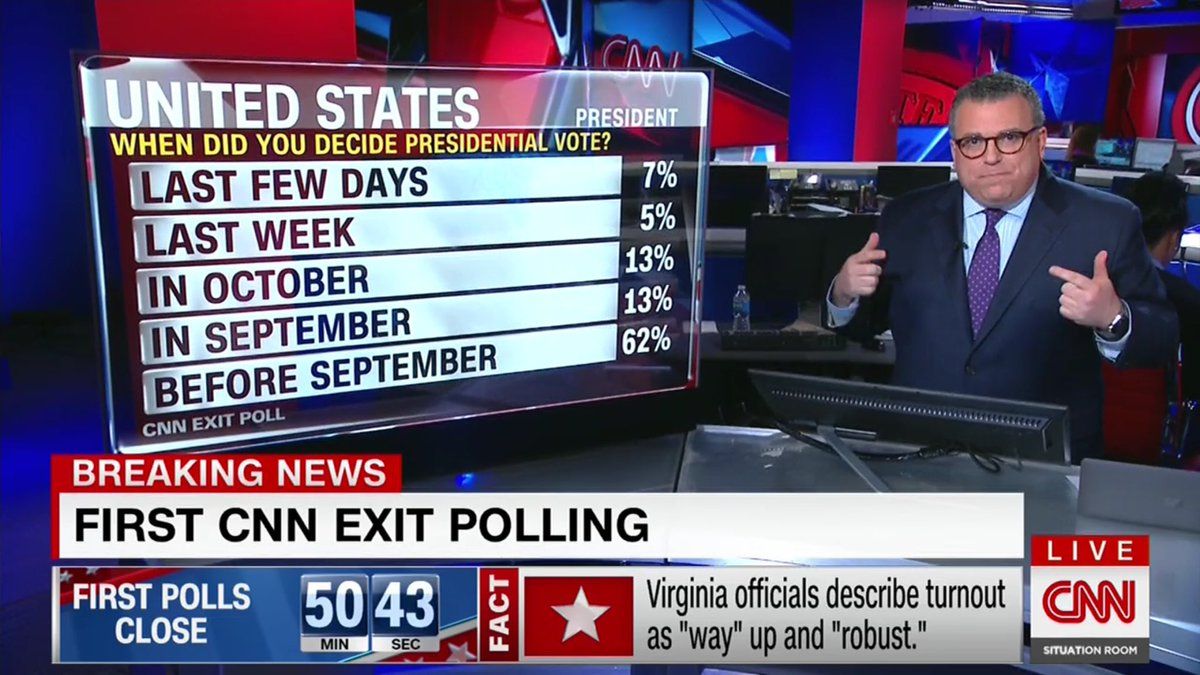 CNN
UNITED STATES
PRESIDENT
WHEN DID YOU DECIDE PRESIDENTIAL VOTE?
LAST FEW DAYS 7%
LAST WEEK 5%
IN OCTOBER 13%
IN SEPTEMBER 13%
BEFORE SEPTEMBER 62%
CNN EXIT POLL
BREAKING NEWS
FIRST CNN EXIT POLLING
FIRST POLLS
CLOSE
50 43
MIN SEC
FACT
Virginia officials describe turnout
as "way" up and "robust."
LIVE
CNN
SITUATION ROOM